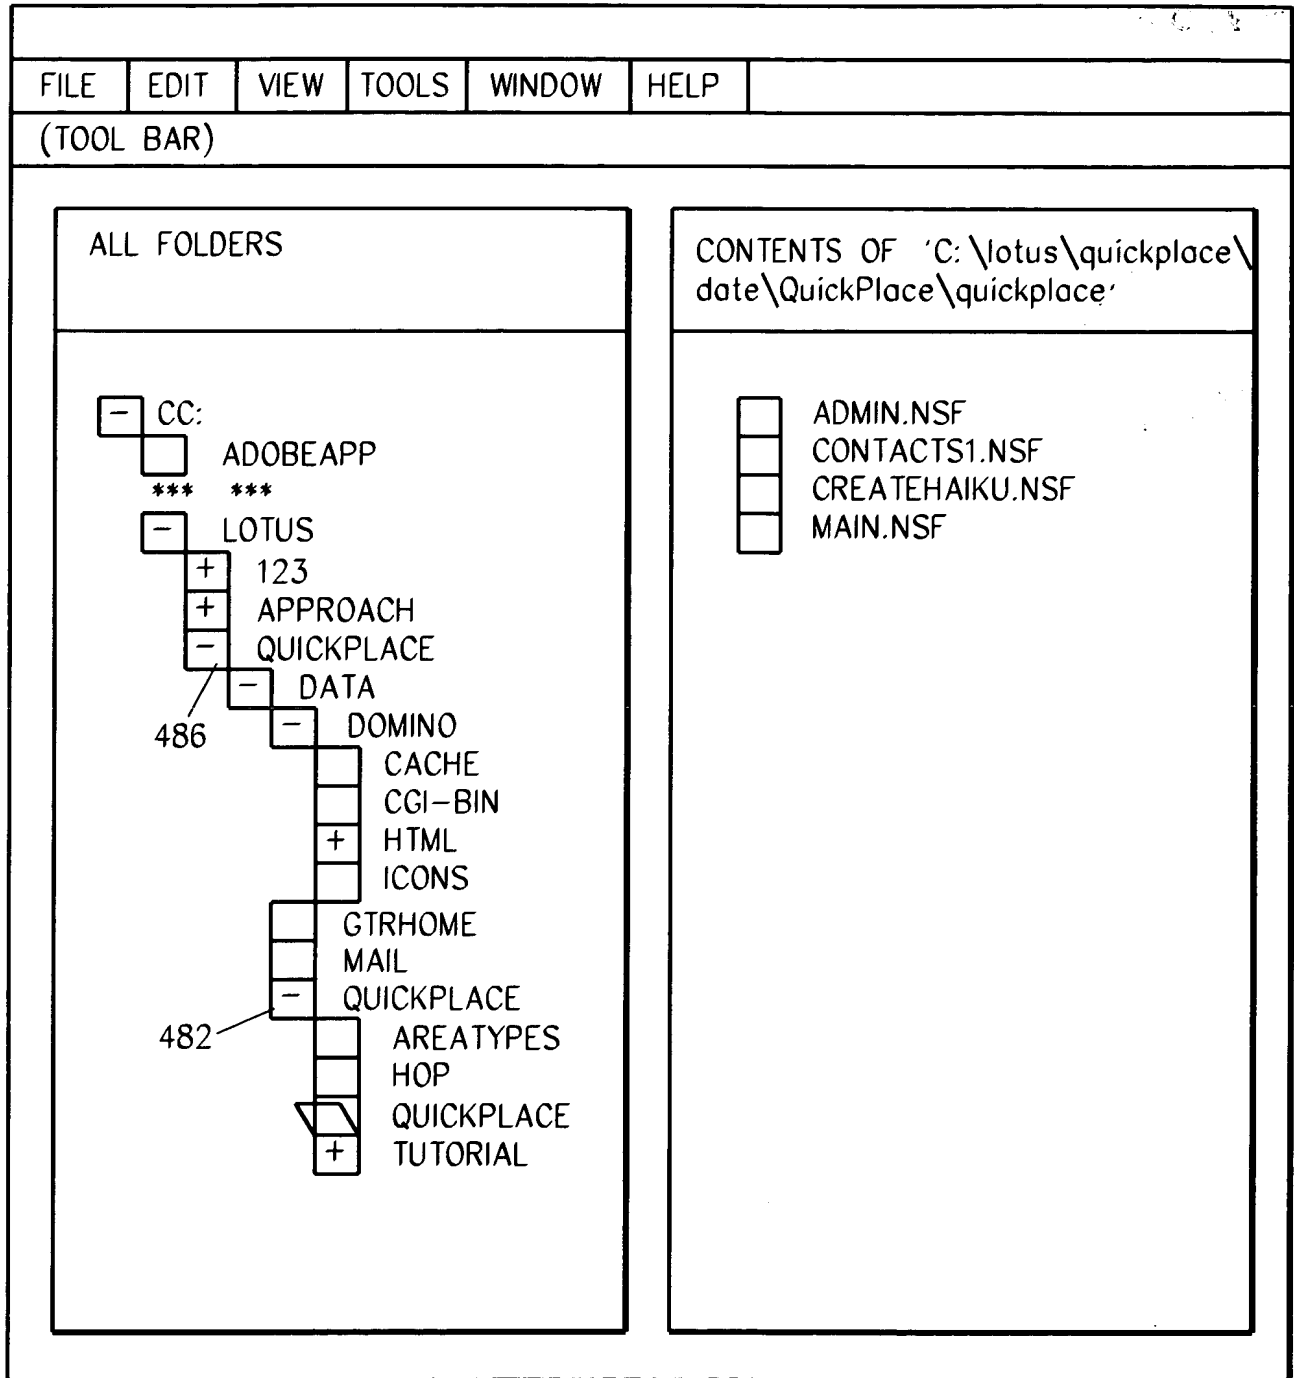 FILE EDIT VIEW TOOLS WINDOW HELP
(TOOL BAR)
ALL FOLDERS
- CC:
ADOBEAPP
*** ***
- LOTUS
+ 123
+ APPROACH
- QUICKPLACE
486
- DATA
- DOMINO
CACHE
CGI-BIN
+ HTML
ICONS
GTRHOME
MAIL
- QUICKPLACE
482
AREATYPES
HOP
QUICKPLACE
+ TUTORIAL
CONTENTS OF 'C:\lotus\quickplace\
date\QuickPlace\quickplace'
ADMIN.NSF
CONTACTS1.NSF
CREATEHAIKU.NSF
MAIN.NSF